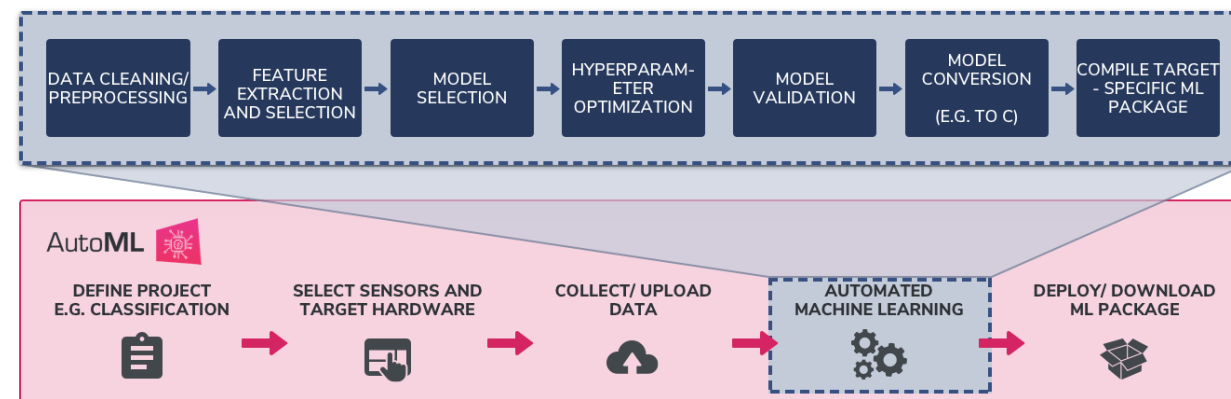 DATA CLEANING/
PREPROCESSING
FEATURE
EXTRACTION
AND SELECTION
MODEL
SELECTION
HYPERPARAM-
ETER
OPTIMIZATION
MODEL
VALIDATION
MODEL
CONVERSION
(E.G. TO C)
COMPILE TARGET
- SPECIFIC ML
PACKAGE
AutoML
DEFINE PROJECT
E.G. CLASSIFICATION
SELECT SENSORS AND
TARGET HARDWARE
COLLECT/ UPLOAD
DATA
AUTOMATED
MACHINE LEARNING
DEPLOY/ DOWNLOAD
ML PACKAGE